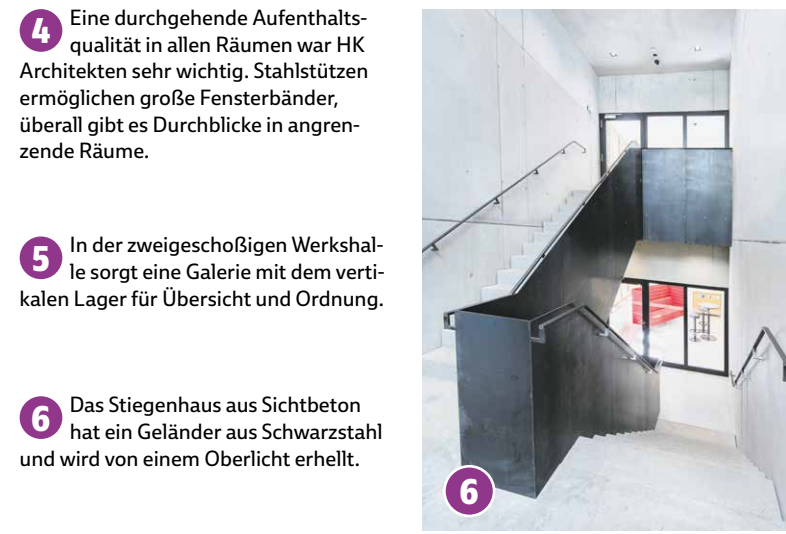 4 Eine durchgehende Aufenthalts-
qualität in allen Räumen war HK
Architekten sehr wichtig. Stahlstützen
ermöglichen große Fensterbänder,
überall gibt es Durchblicke in angren-
zende Räume.
5 In der zweigeschoßigen Werkshal-
le sorgt eine Galerie mit dem verti-
kalen Lager für Übersicht und Ordnung.
6 Das Stiegenhaus aus Sichtbeton
hat ein Geländer aus Schwarzstahl
und wird von einem Oberlicht erhellt.
6